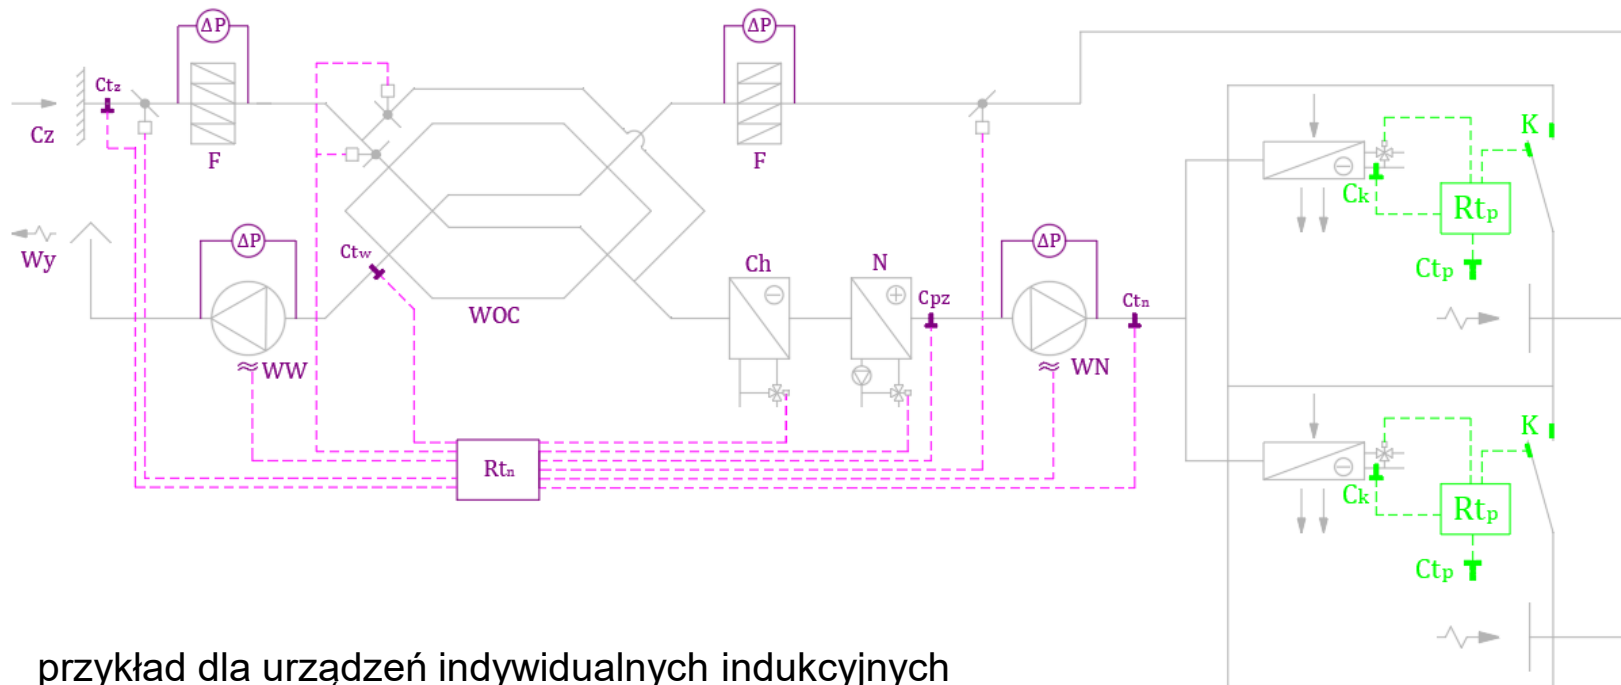 ΔP
ΔP
Ctz
Cz
F
F
K
Ck
Rtp
Ctp
Wy
ΔP
Ctw
WOC
Ch
N
Cpz
ΔP
Ctn
WW
WN
K
Ck
Rtp
Ctp
Rtn
przykład dla urządzeń indywidualnych indukcyjnych